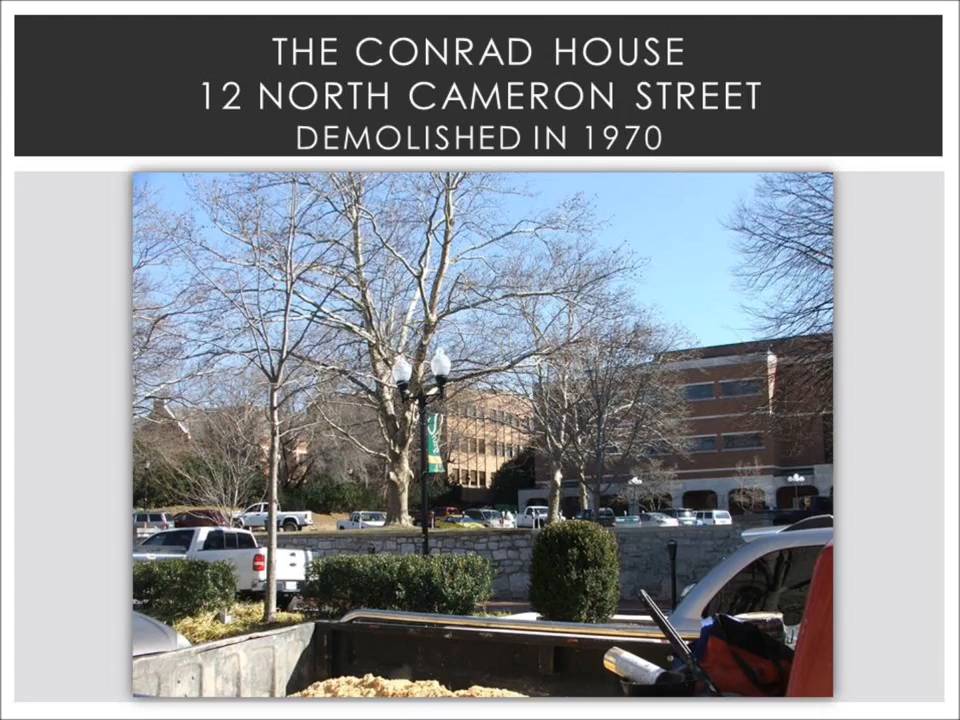 THE CONRAD HOUSE
12 NORTH CAMERON STREET
DEMOLISHED IN 1970